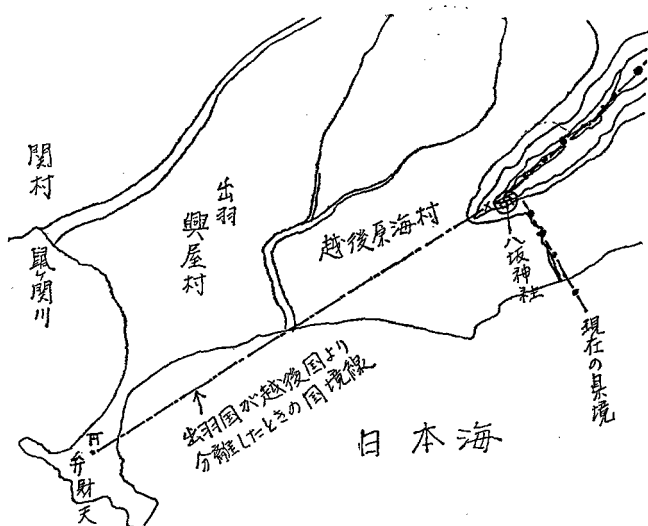 関村
鼠ヶ関川
出羽
興屋村
越後原海村
八坂神社
現在の県境
出羽国が越後国より
分離したときの国境線
弁財天
日本海